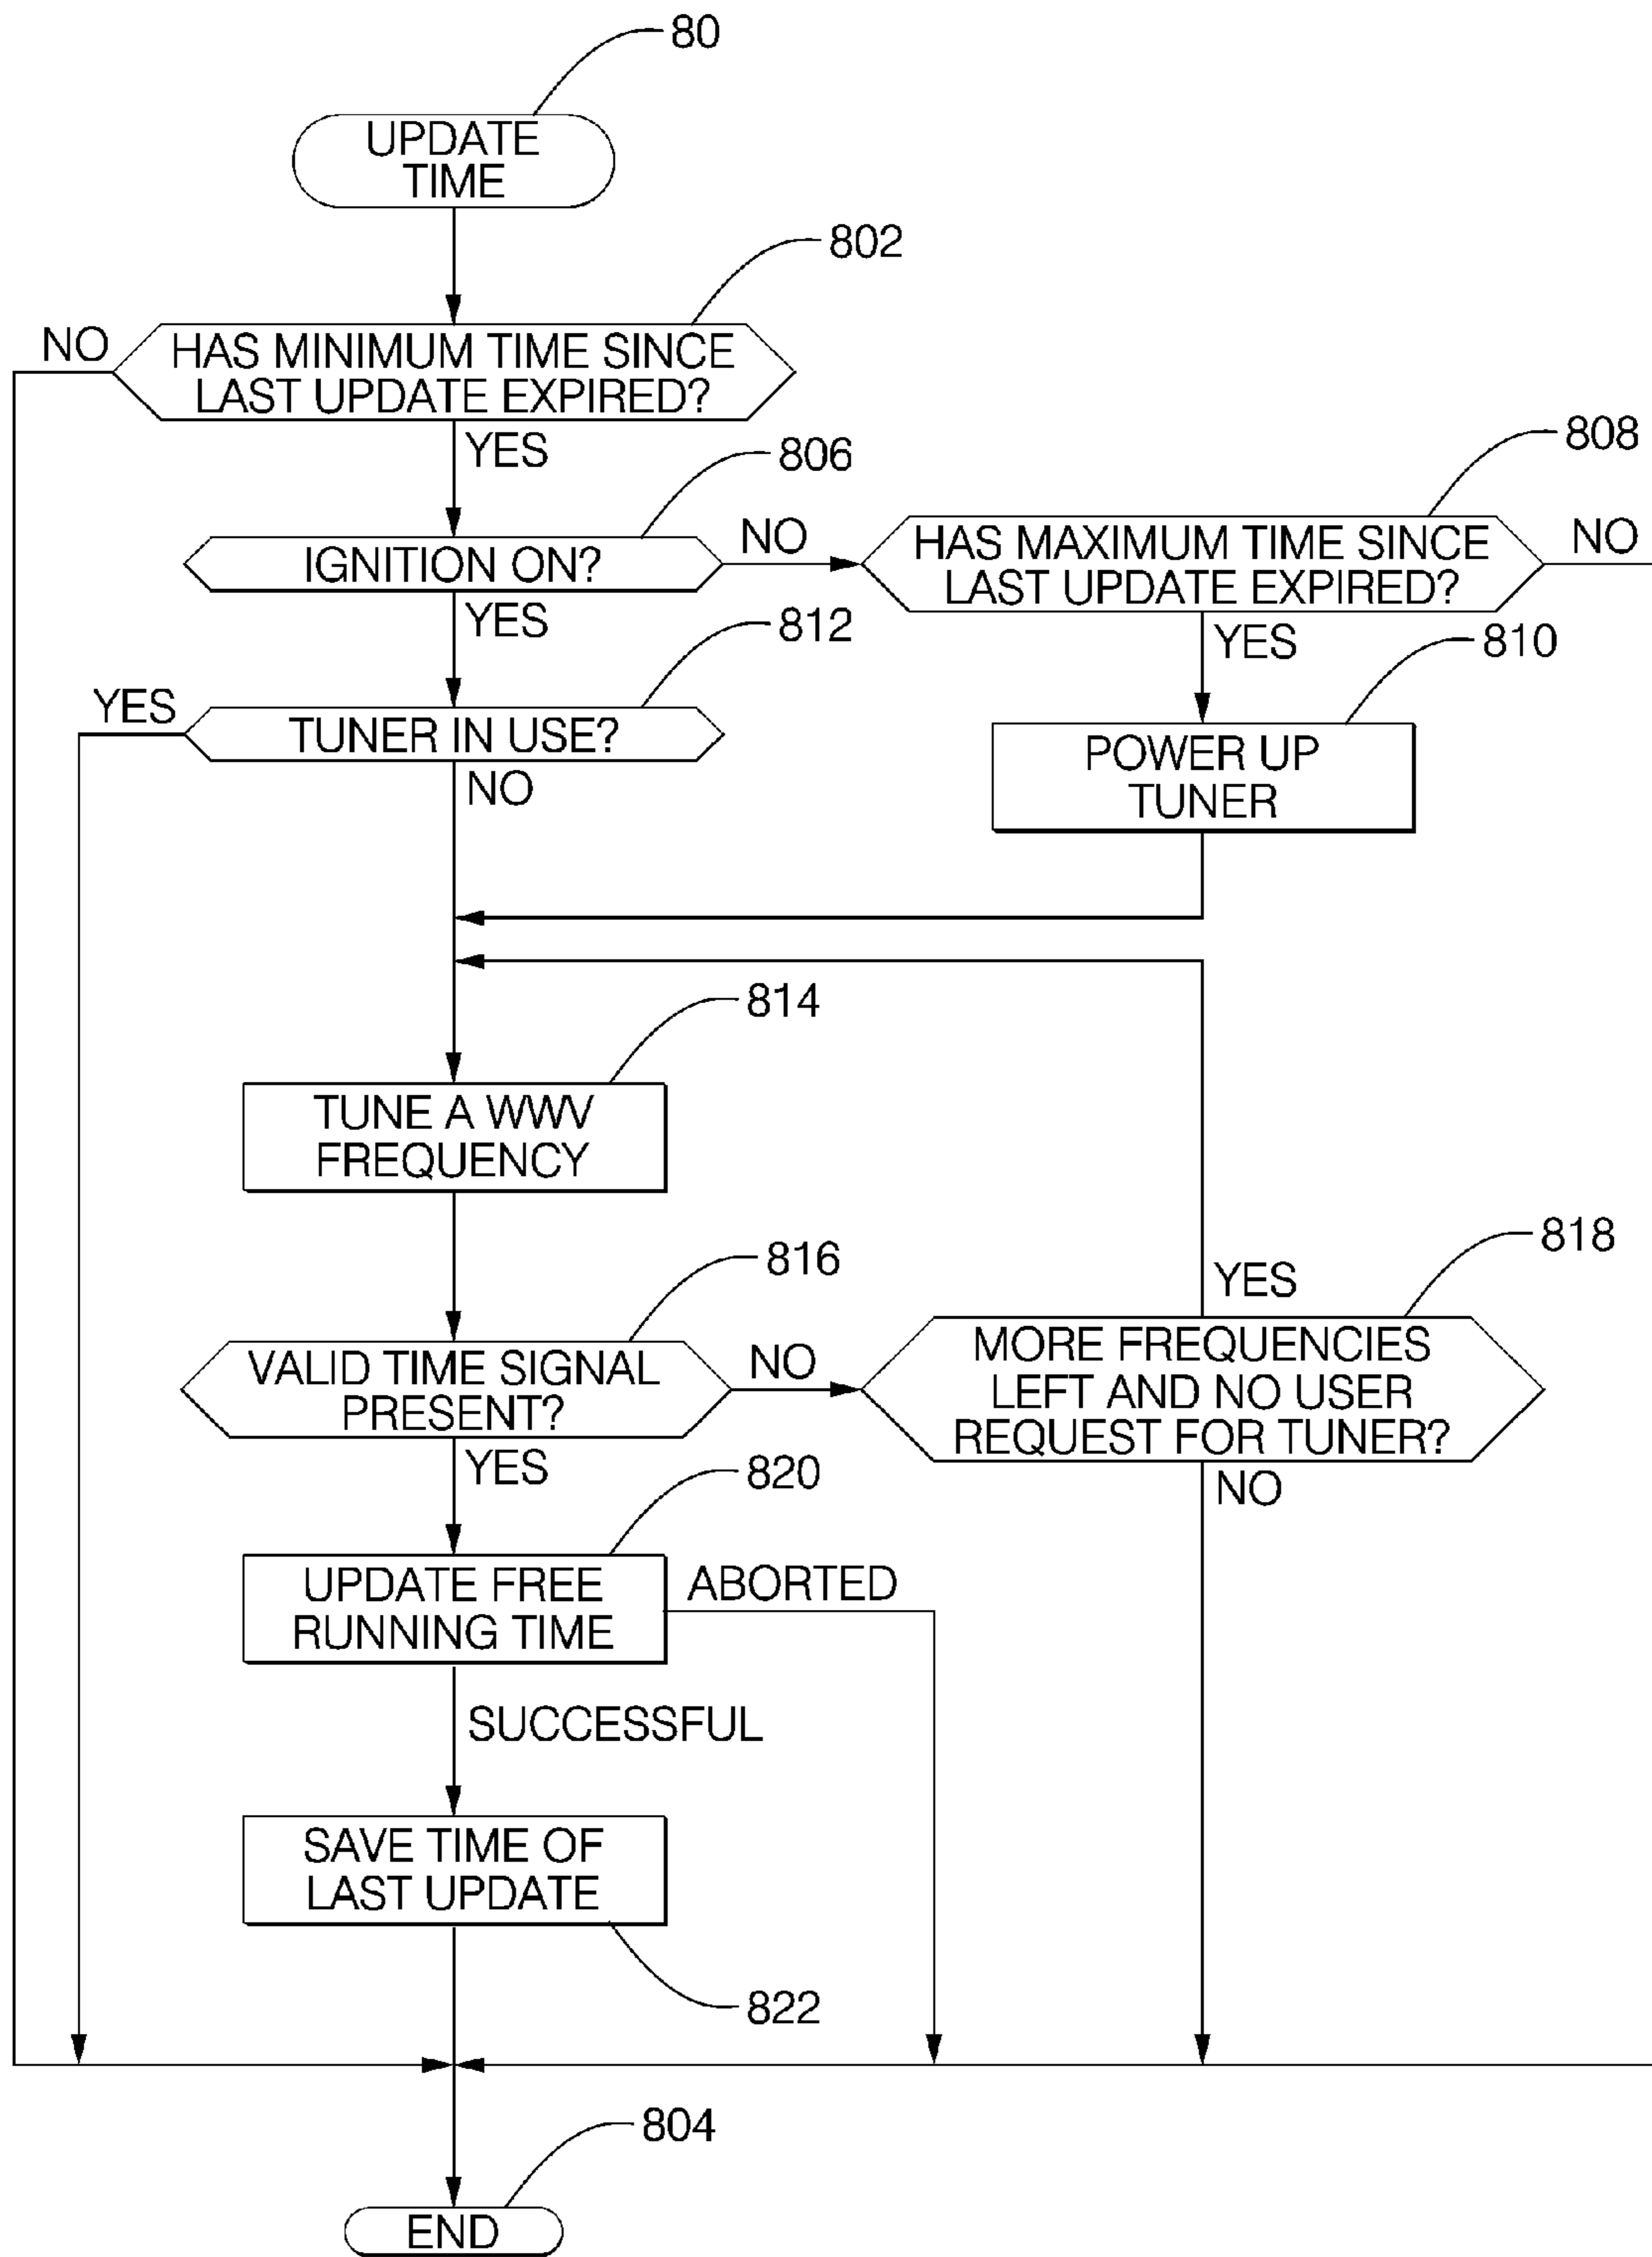 80
UPDATE
TIME
802
NO
HAS MINIMUM TIME SINCE
LAST UPDATE EXPIRED?
YES
806
808
IGNITION ON?
NO
HAS MAXIMUM TIME SINCE
LAST UPDATE EXPIRED?
NO
YES
812
YES
810
YES
TUNER IN USE?
NO
POWER UP
TUNER
814
TUNE A WWV
FREQUENCY
816
818
YES
VALID TIME SIGNAL
PRESENT?
NO
MORE FREQUENCIES
LEFT AND NO USER
REQUEST FOR TUNER?
YES
820
NO
UPDATE FREE
RUNNING TIME
ABORTED
SUCCESSFUL
SAVE TIME OF
LAST UPDATE
822
804
END